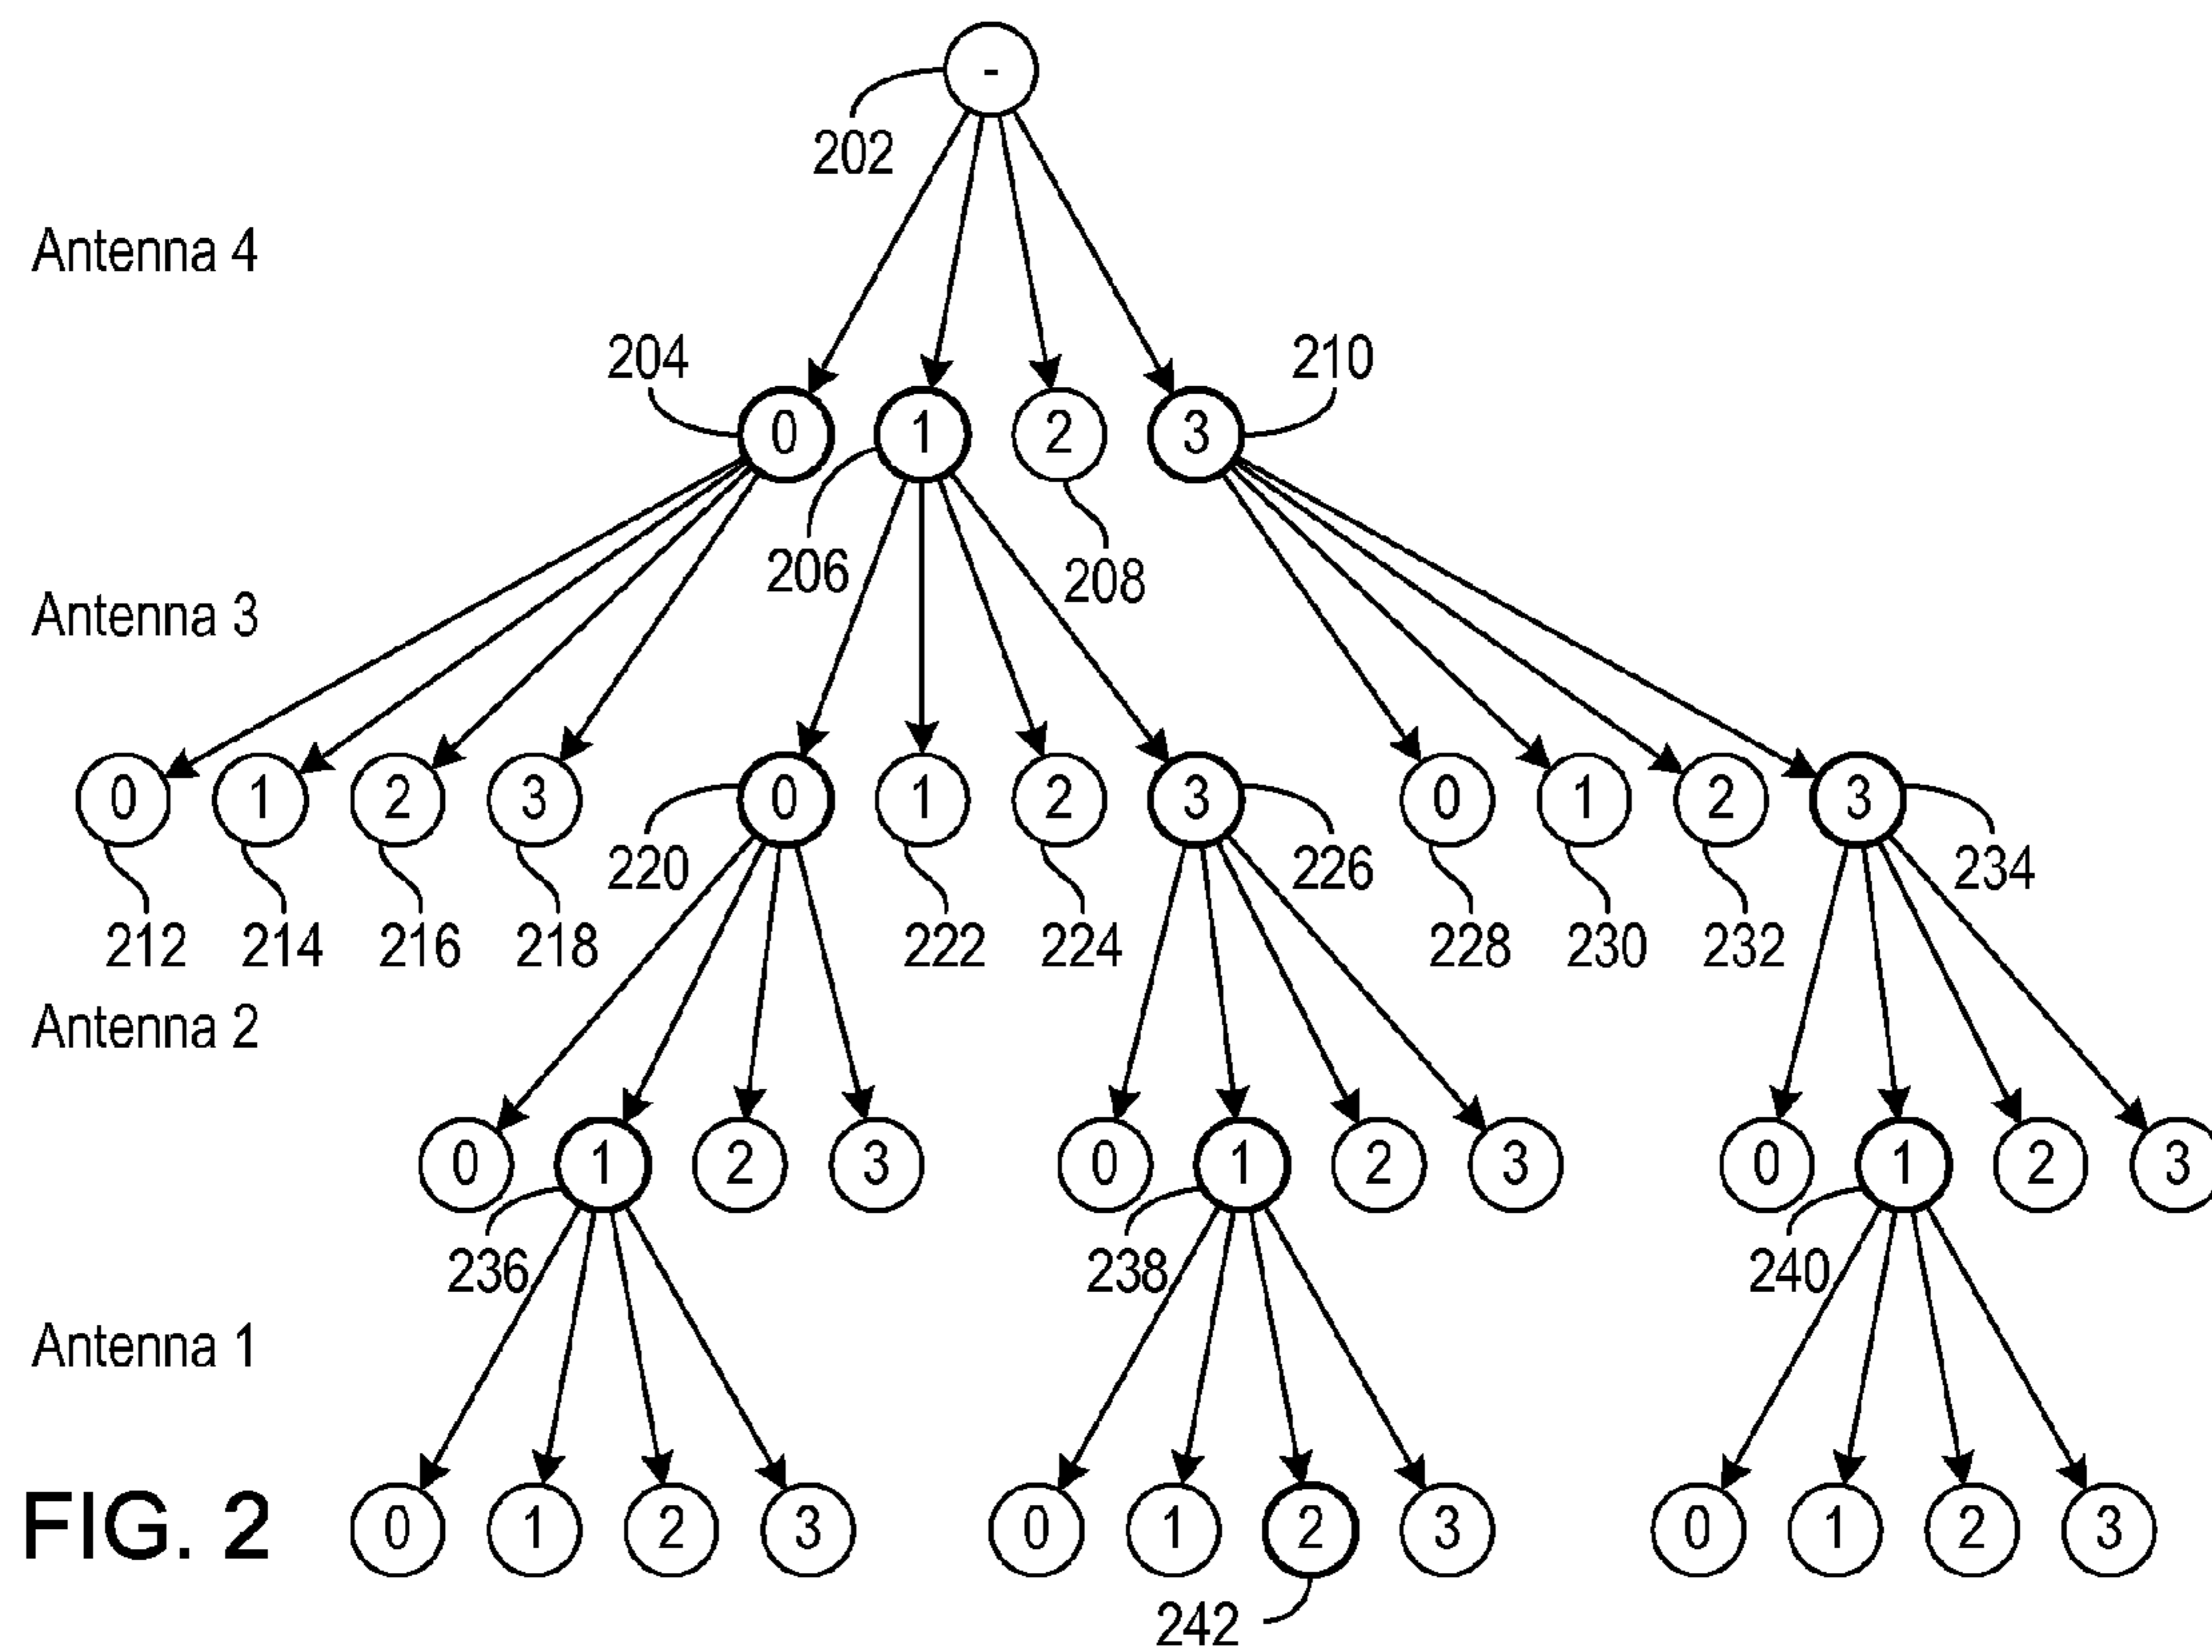 -
202
Antenna 4
204 210
0 1 2 3
206 208
Antenna 3
0 1 2 3 0 1 2 3 0 1 2 3
220 226 234
212 214 216 218 222 224 228 230 232
Antenna 2
0 1 2 3 0 1 2 3 0 1 2 3
236 238 240
Antenna 1
0 1 2 3 0 1 2 3 0 1 2 3
FIG. 2
242